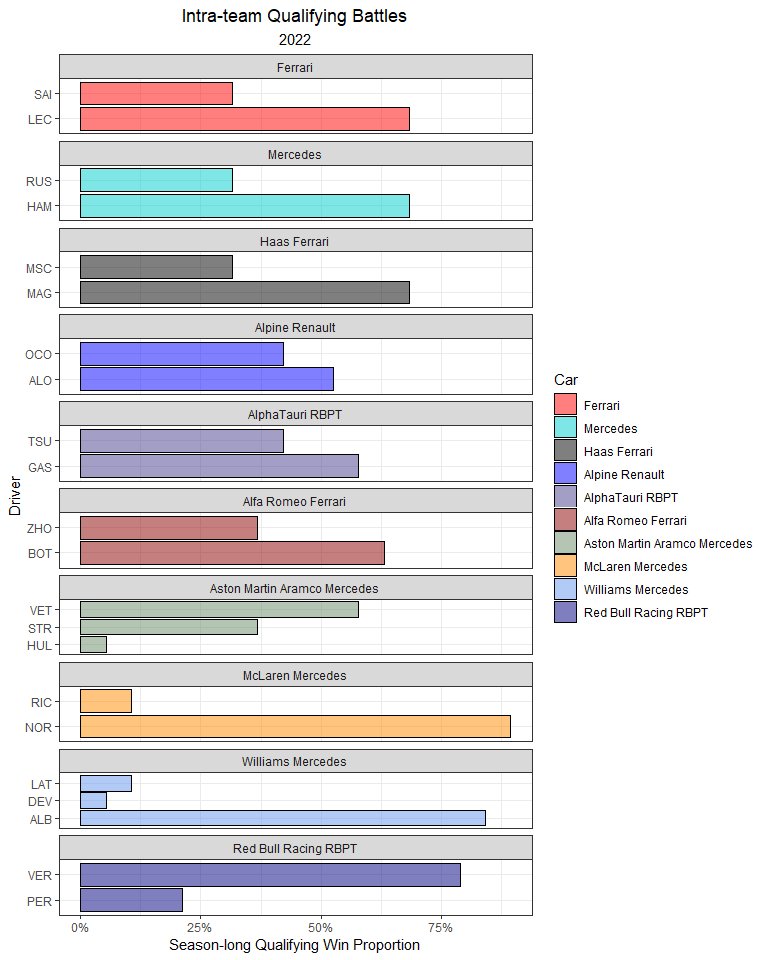 Intra-team Qualifying Battles
2022
Ferrari
SAI
LEC
Mercedes
RUS
HAM
Haas Ferrari
MSC
MAG
Alpine Renault
OCO
ALO
AlphaTauri RBPT
TSU
GAS
Alfa Romeo Ferrari
ZHO
BOT
Aston Martin Aramco Mercedes
VET
STR
HUL
McLaren Mercedes
RIC
NOR
Williams Mercedes
LAT
DEV
ALB
Red Bull Racing RBPT
VER
PER
0% 25% 50% 75%
Season-long Qualifying Win Proportion
Driver
Car
Ferrari
Mercedes
Haas Ferrari
Alpine Renault
AlphaTauri RBPT
Alfa Romeo Ferrari
Aston Martin Aramco Mercedes
McLaren Mercedes
Williams Mercedes
Red Bull Racing RBPT